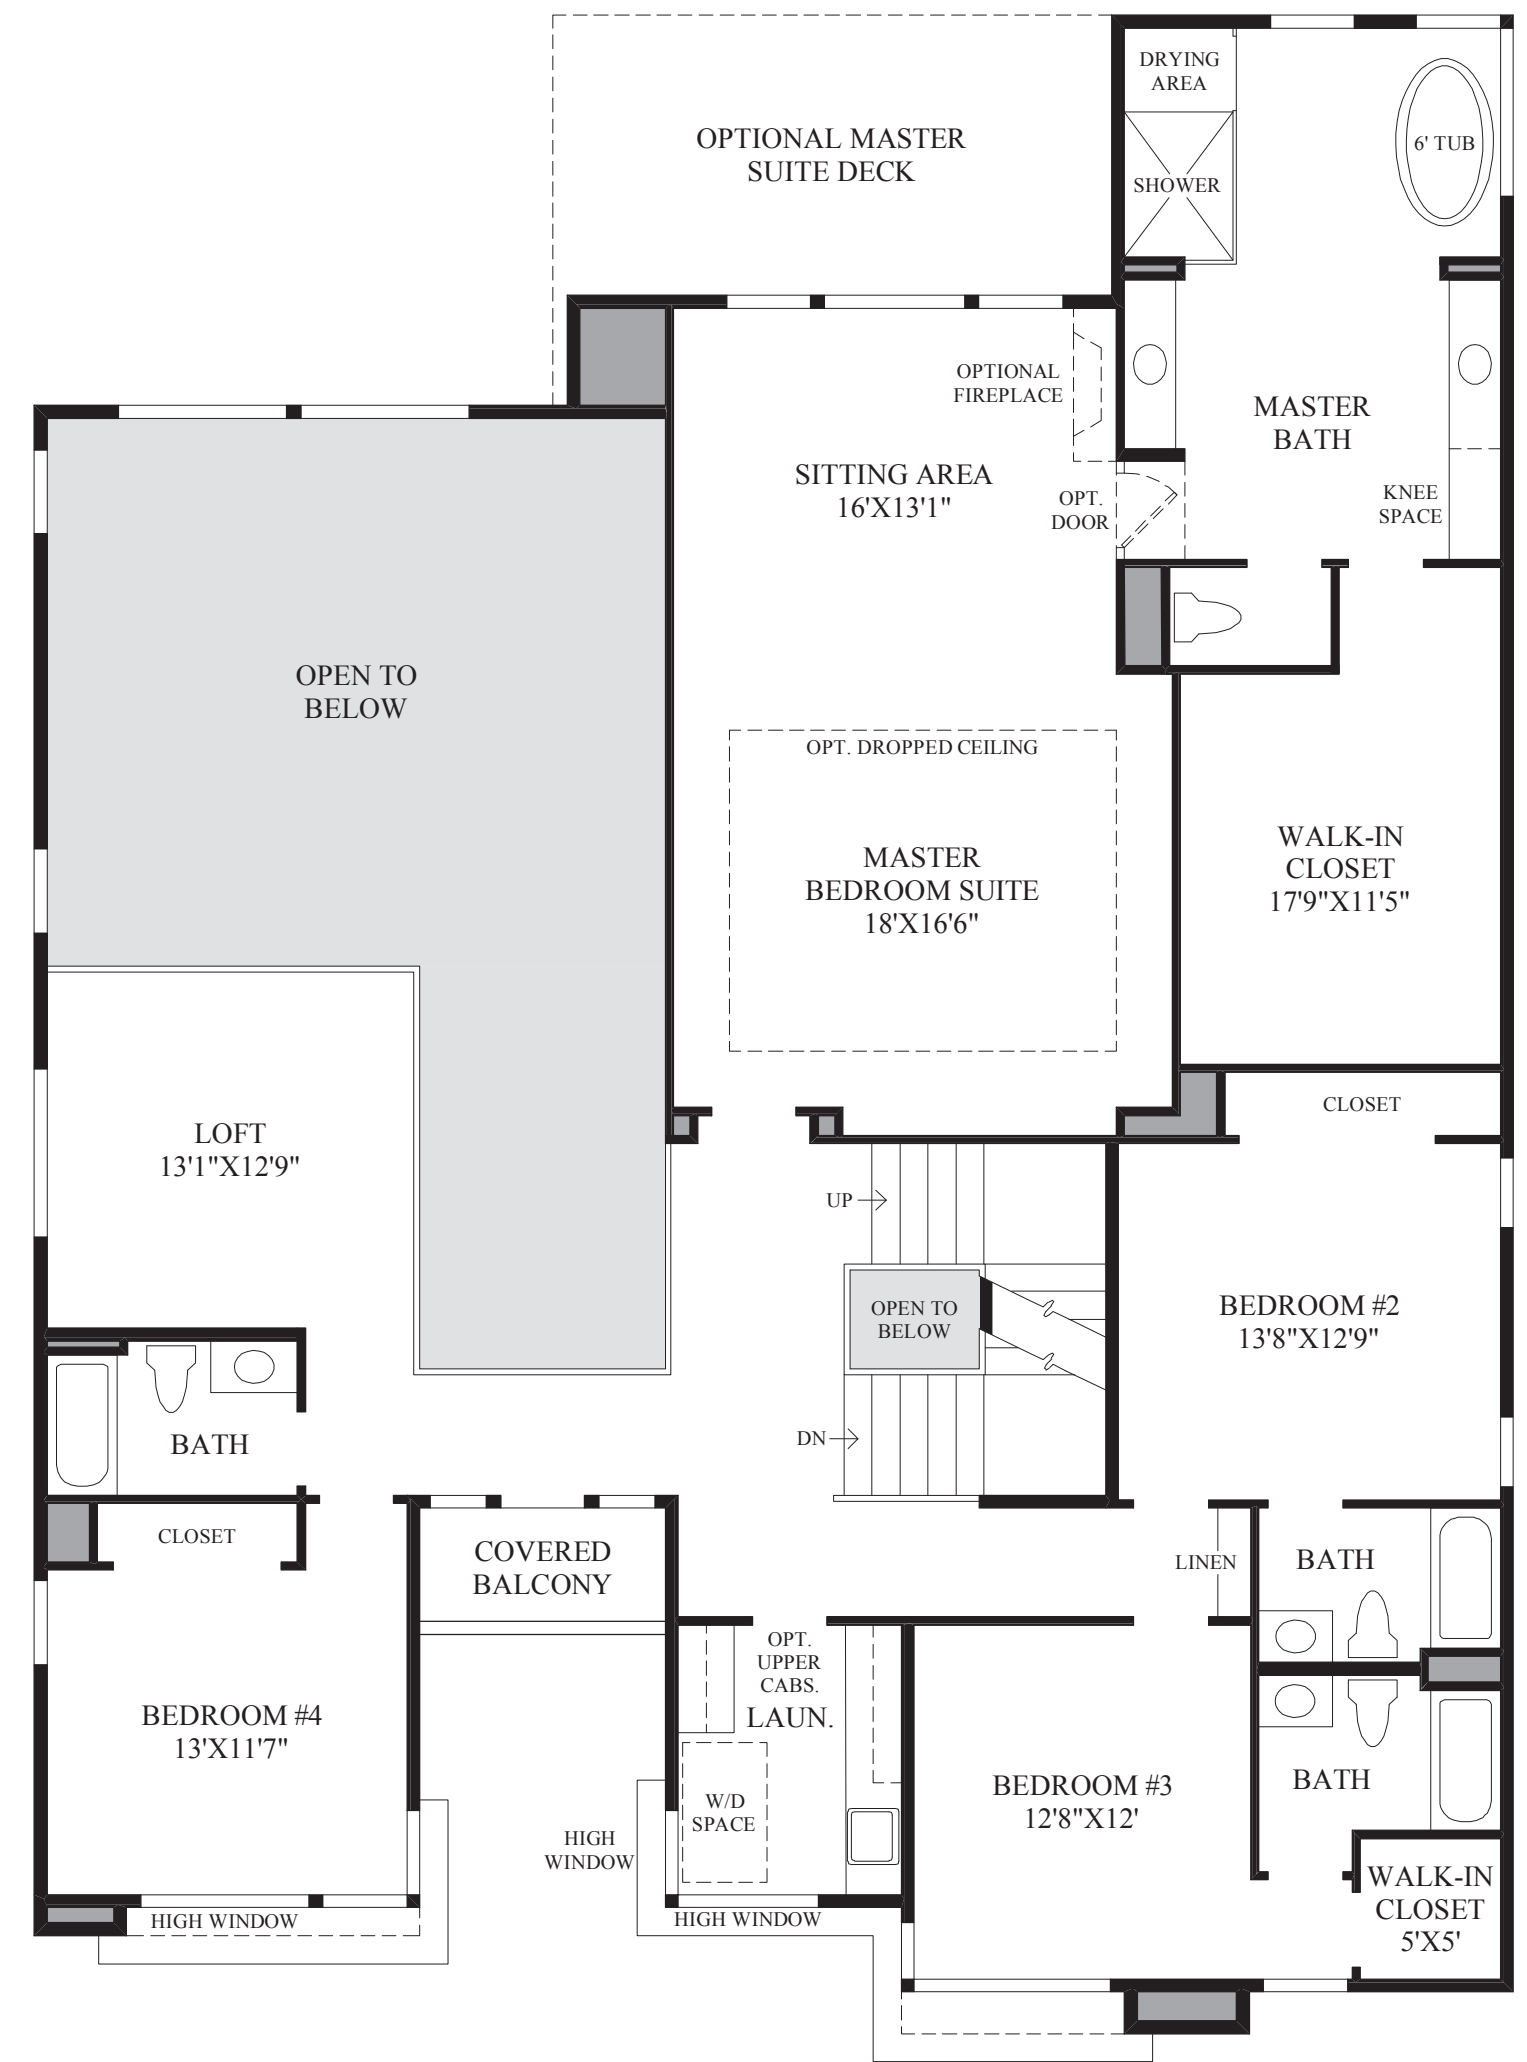 DRYING
AREA
OPTIONAL MASTER
SUITE DECK
6' TUB
SHOWER
OPTIONAL
FIREPLACE
MASTER
BATH
SITTING AREA
16'X13'1"
OPT.
DOOR
KNEE
SPACE
OPEN TO
BELOW
OPT. DROPPED CEILING
MASTER
BEDROOM SUITE
18'X16'6"
WALK-IN
CLOSET
17'9"X11'5"
CLOSET
LOFT
13'1"X12'9"
UP
OPEN TO
BELOW
BEDROOM #2
13'8"X12'9"
DN
BATH
CLOSET
COVERED
BALCONY
LINEN
BATH
OPT.
UPPER
CABS.
LAUN.
BEDROOM #4
13'X11'7"
W/D
SPACE
BEDROOM #3
12'8"X12'
BATH
HIGH
WINDOW
WALK-IN
CLOSET
5'X5'
HIGH WINDOW
HIGH WINDOW